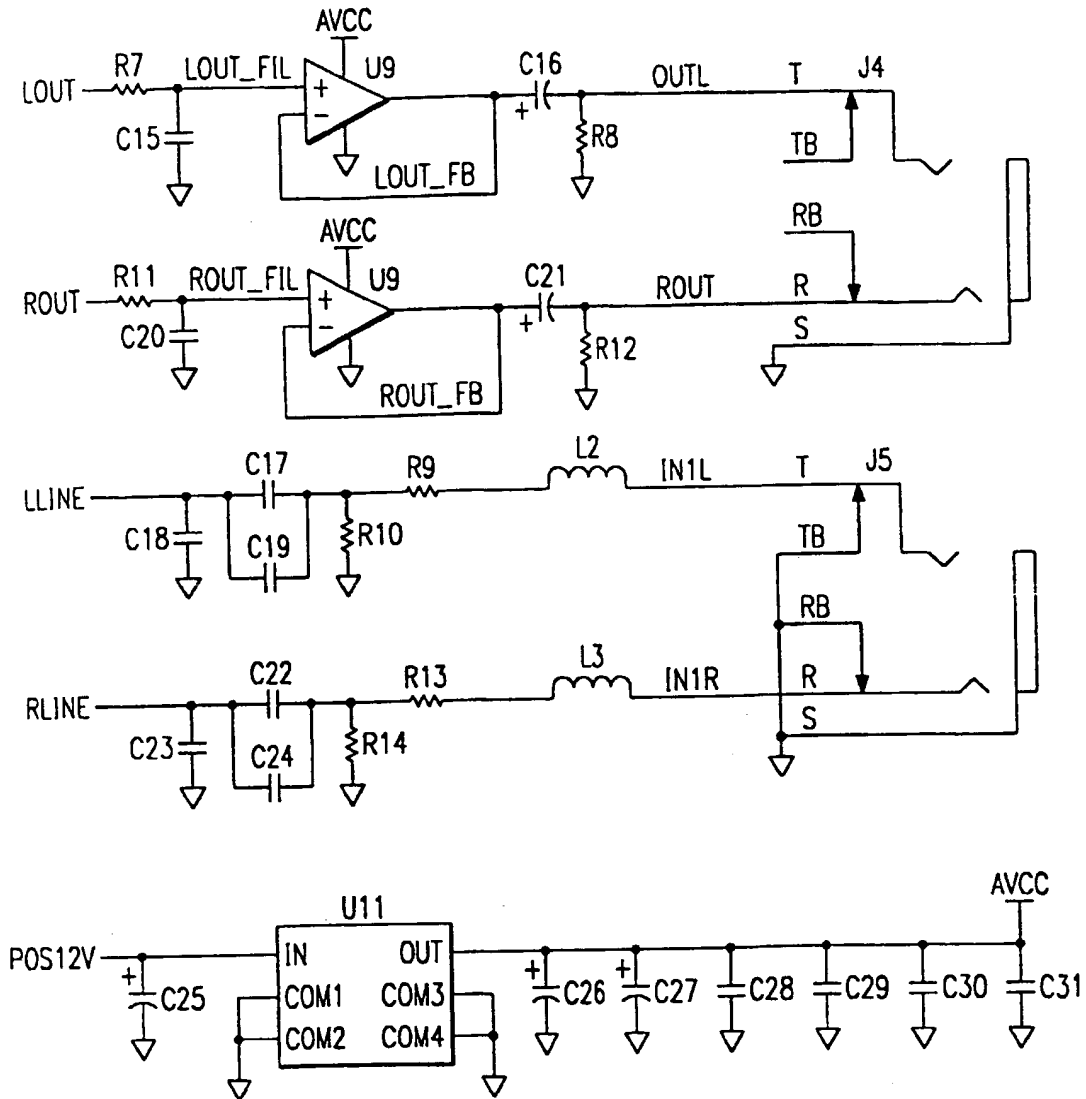 AVCC
R7 LOUT_FIL U9 C16 OUTL T J4
LOUT + −
C15 + R8 TB
LOUT_FB
RB
AVCC
R11 ROUT_FIL U9 C21 ROUT R
ROUT + −
C20 + R12 S
ROUT_FB
L2
C17 R9 IN1L T J5
LLINE
C18 C19 R10 TB
RB
L3
C22 R13 IN1R R
RLINE
C23 C24 R14 S
AVCC
U11
POS12V IN OUT
+ C25 + C26 + C27 C28 C29 C30 C31
COM1 COM3
COM2 COM4